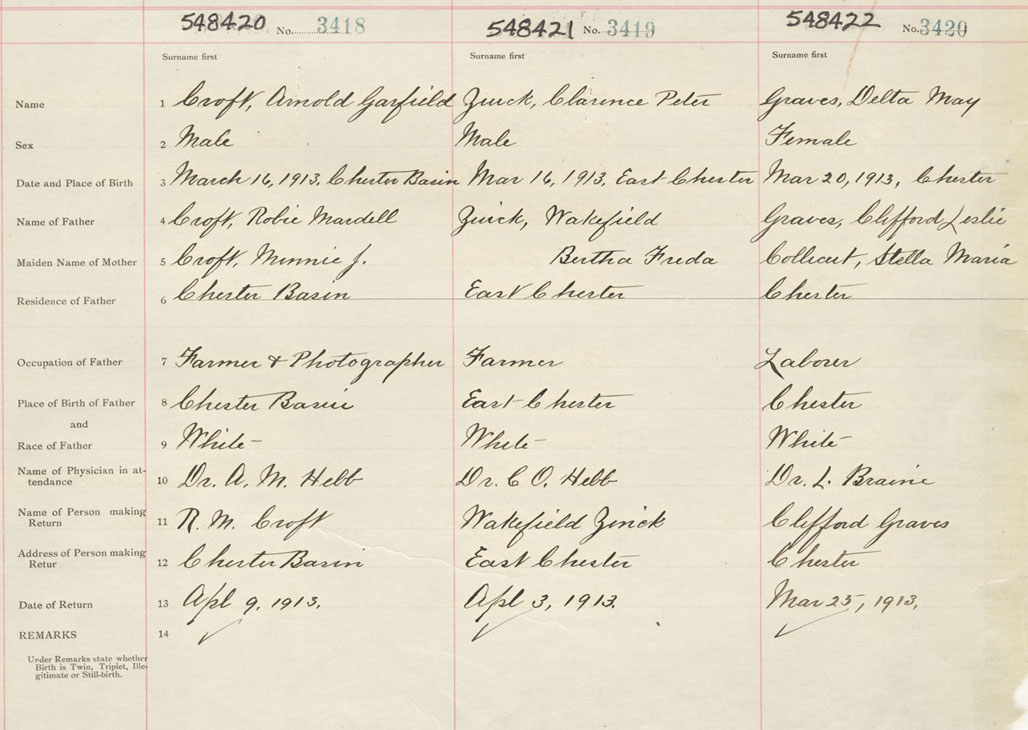 548420 No. 3418 548421 No. 3419 548422 No. 3420
Surname first Surname first Surname first
Name 1 Croft, Arnold Garfield Zinck, Clarence Peter Graves, Delta May
Sex 2 Male Male Female
Date and Place of Birth 3 March 16, 1913, Chester Basin Mar 16, 1913, East Chester Mar 20, 1913, Chester
Name of Father 4 Croft, Robie Mardell Zinck, Wakefield Graves, Clifford Leslie
Maiden Name of Mother 5 Croft, Minnie J. Bertha Freda Collicut, Stella Maria
Residence of Father 6 Chester Basin East Chester Chester
Occupation of Father 7 Farmer & Photographer Farmer Laborer
Place of Birth of Father 8 Chester Basin East Chester Chester
and
Race of Father 9 White White White
Name of Physician in at-
tendance 10 Dr. A. M. Hebb Dr. C O. Hebb Dr. L. Braine
Name of Person making
Return 11 R. M. Croft Wakefield Zinck Clifford Graves
Address of Person making
Retur 12 Chester Basin East Chester Chester
Date of Return 13 Apl 9, 1913. Apl 3, 1913. Mar 25, 1913.
REMARKS 14
Under Remarks state whether
Birth is Twin, Triplet, Ille-
gitimate or Still-birth.